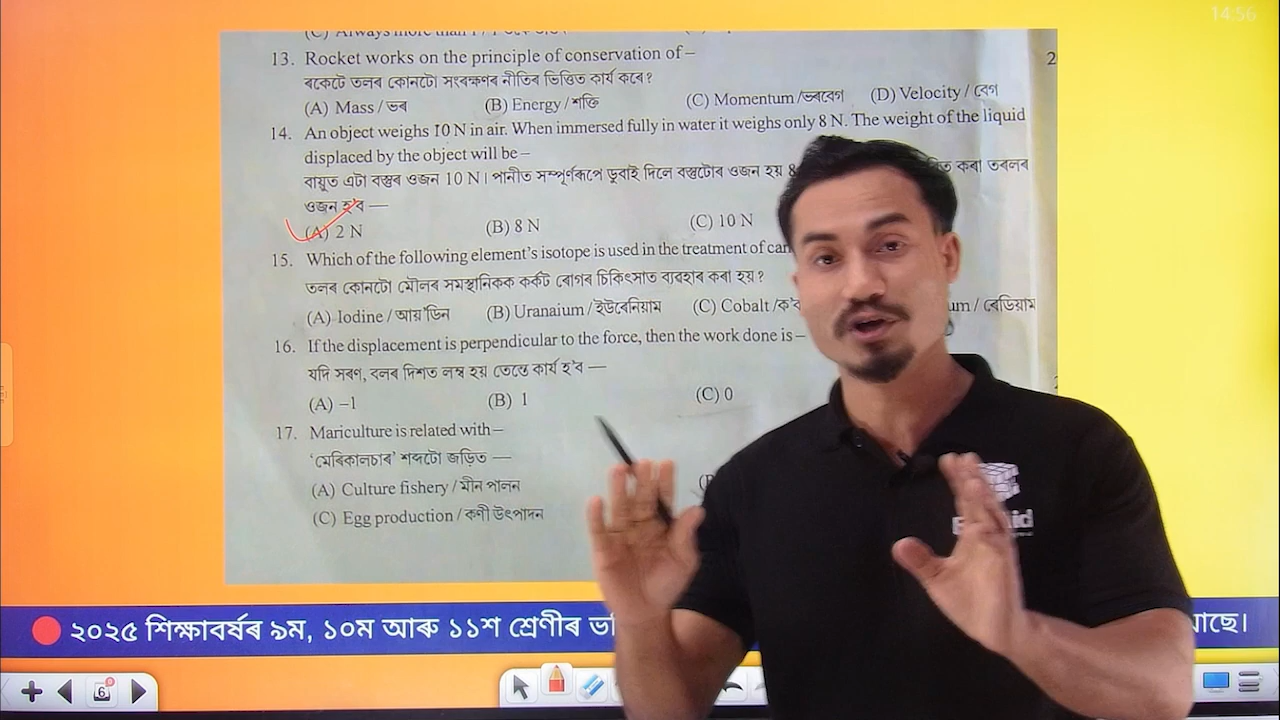 14:56
13. Rocket works on the principle of conservation of –
ৰকেটে তলৰ কোনটো সংৰক্ষণৰ নীতিৰ ভিত্তিত কাৰ্য কৰে?
(A) Mass / ভৰ (B) Energy / শক্তি (C) Momentum / ভৰবেগ (D) Velocity / বেগ
14. An object weighs 10 N in air. When immersed fully in water it weighs only 8 N. The weight of the liquid
displaced by the object will be –
বায়ুত এটা বস্তুৰ ওজন 10 N। পানীত সম্পূৰ্ণৰূপে ডুবাই দিলে বস্তুটোৰ ওজন হয় 8 কৰা তৰলৰ
ওজন হ'ব —
(A) 2 N (B) 8 N (C) 10 N
15. Which of the following element's isotope is used in the treatment of
তলৰ কোনটো মৌলৰ সমস্থানিকক কৰ্কট ৰোগৰ চিকিৎসাত ব্যৱহাৰ কৰা হয়?
(A) Iodine / আয়'ডিন (B) Uranaium / ইউৰেনিয়াম (C) Cobalt / ৰেডিয়াম
16. If the displacement is perpendicular to the force, then the work done is –
যদি সৰণ, বলৰ দিশত লম্ব হয় তেন্তে কাৰ্য হ'ব —
(A) –1 (B) 1 (C) 0
17. Mariculture is related with –
'মেৰিকালচাৰ' শব্দটো জড়িত —
(A) Culture fishery / মীন পালন
(C) Egg production / কণী উৎপাদন
২০২৫ শিক্ষাবৰ্ষৰ ৯ম, ১০ম আৰু ১১শ শ্ৰেণীৰ
6